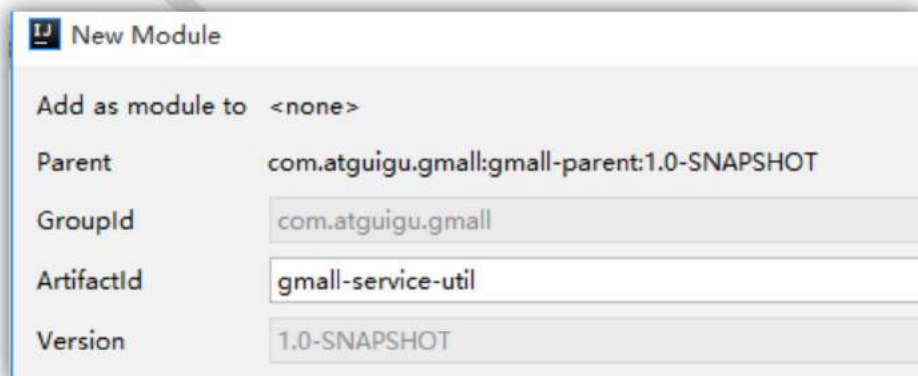 New Module
Add as module to <none>
Parent com.atguigu.gmall:gmall-parent:1.0-SNAPSHOT
GroupId com.atguigu.gmall
ArtifactId gmall-service-util
Version 1.0-SNAPSHOT